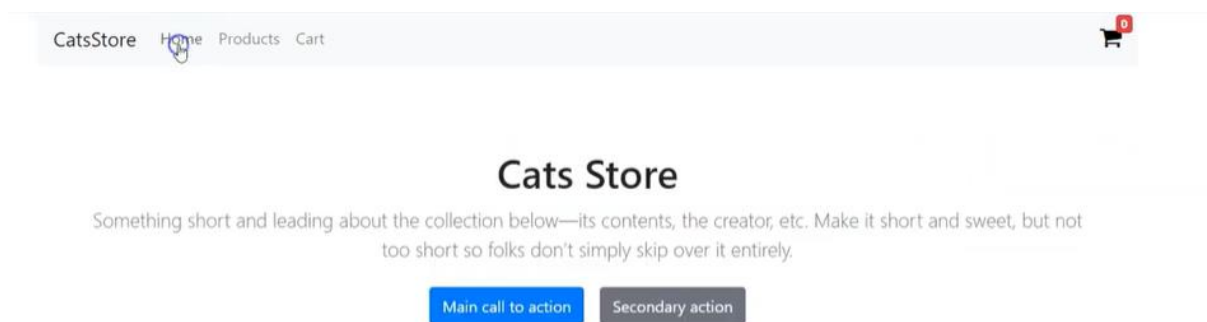 CatsStore Home Products Cart
0
Cats Store
Something short and leading about the collection below—its contents, the creator, etc. Make it short and sweet, but not
too short so folks don't simply skip over it entirely.
Main call to action Secondary action